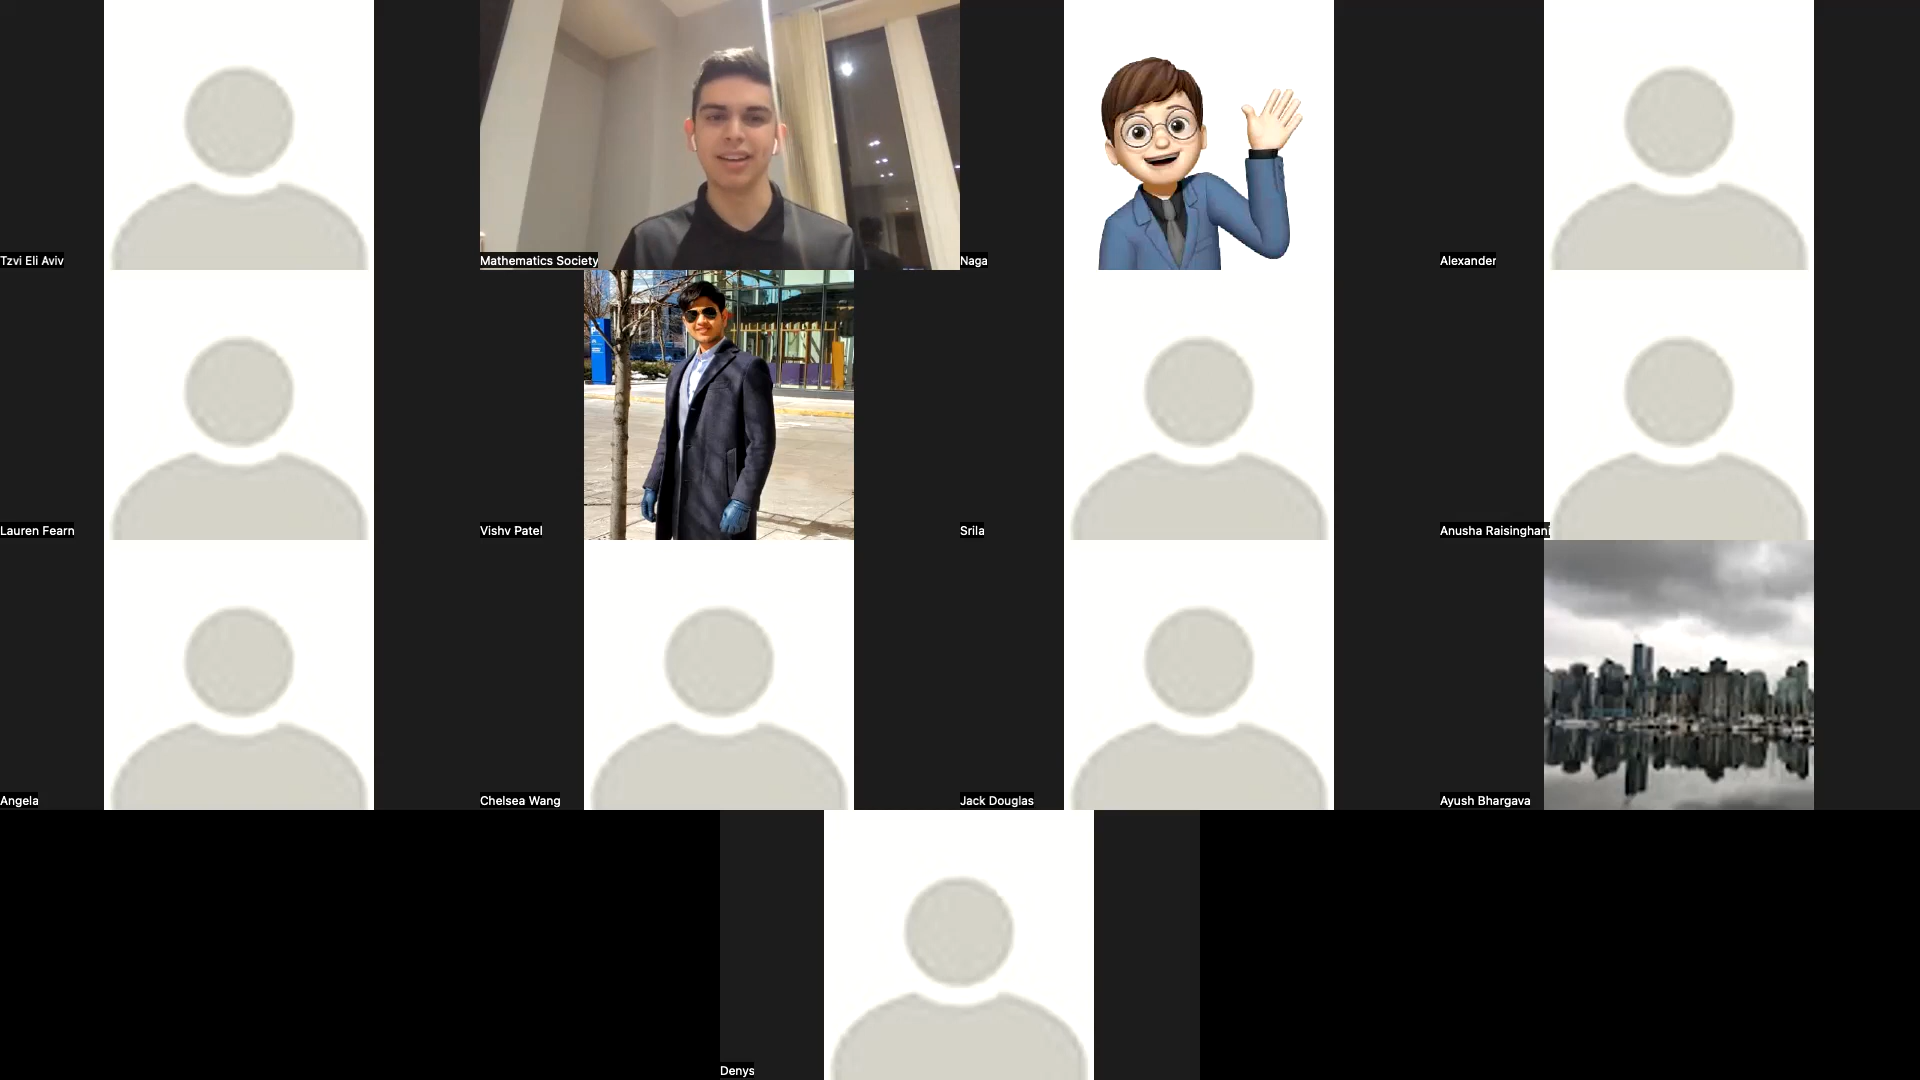 Tzvi Eli Aviv
Mathematics Society
Naga
Alexander
Lauren Fearn
Vishv Patel
Srila
Anusha Raisinghani
Angela
Chelsea Wang
Jack Douglas
Ayush Bhargava
Denys